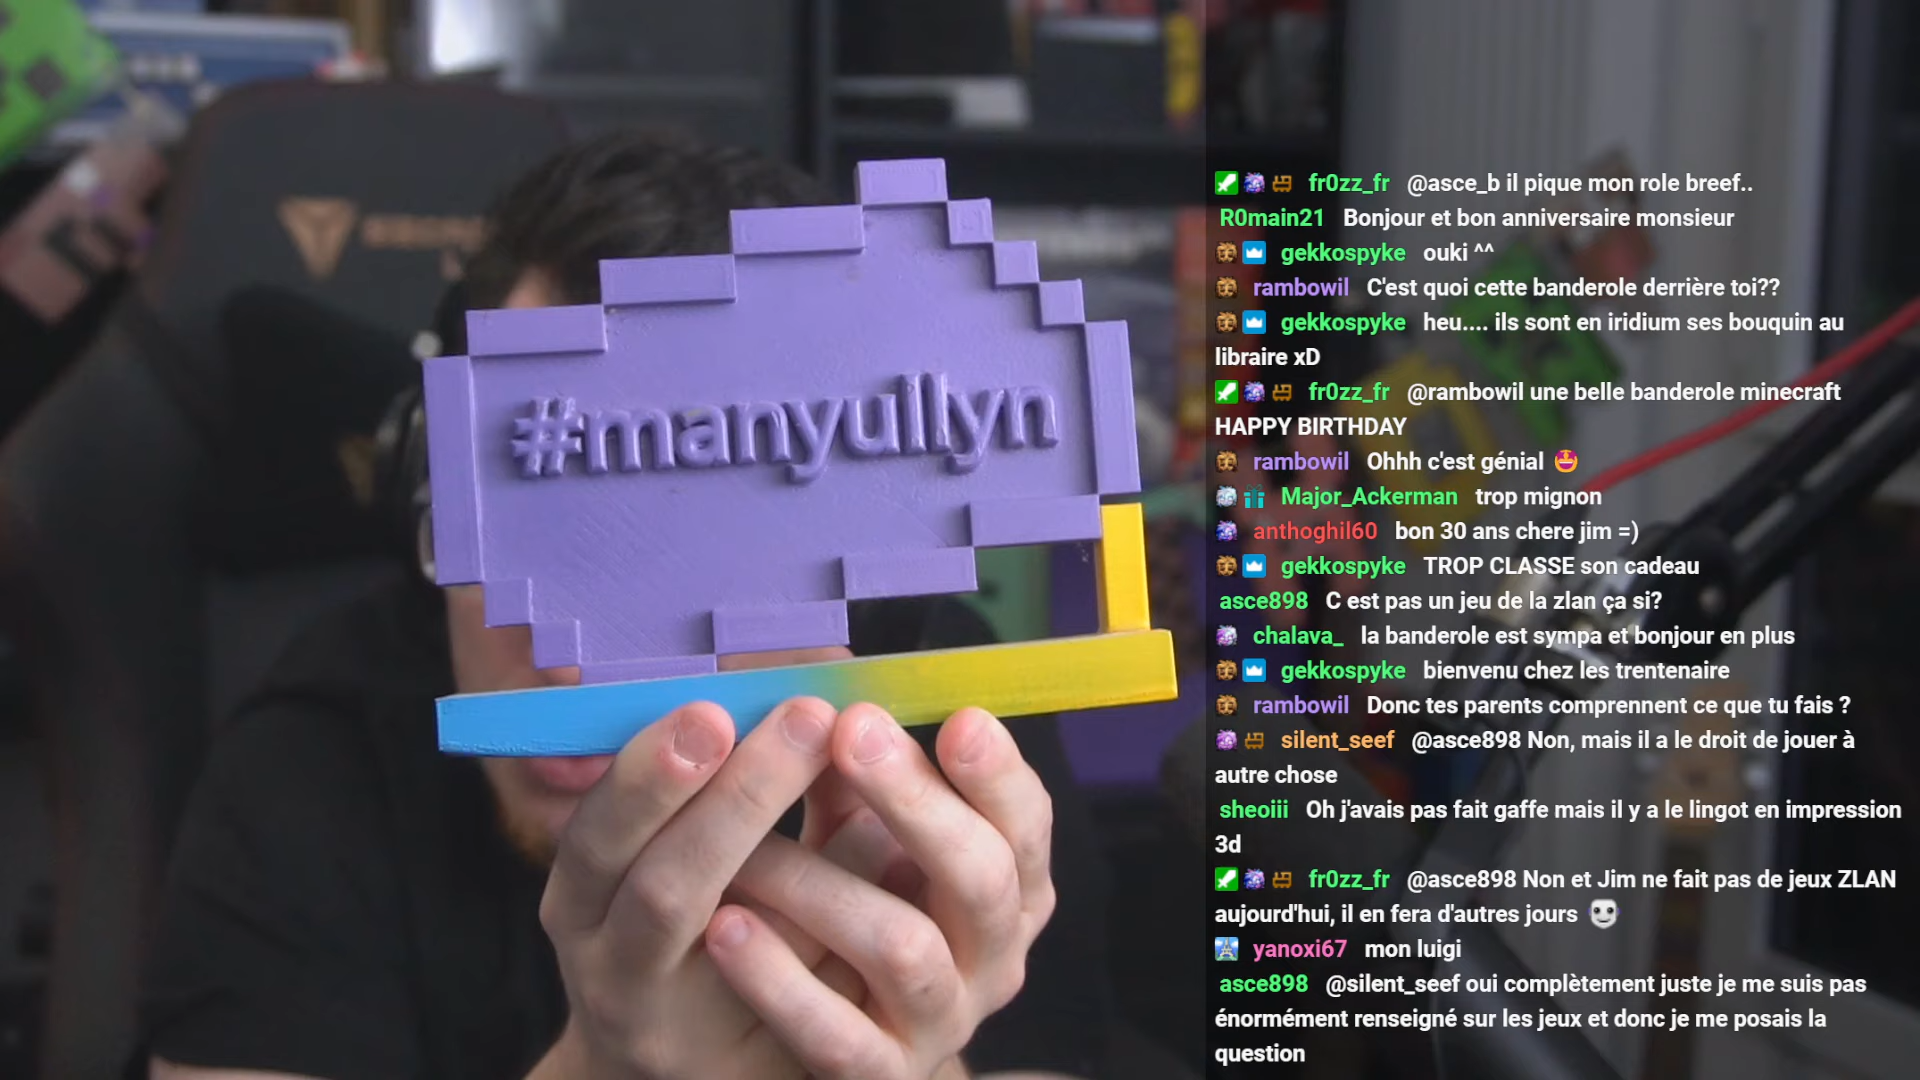 #manyullyn
fr0zz_fr @asce_b il pique mon role breef..
R0main21 Bonjour et bon anniversaire monsieur
gekkospyke ouki ^^
rambowil C'est quoi cette banderole derrière toi??
gekkospyke heu.... ils sont en iridium ses bouquin au
libraire xD
fr0zz_fr @rambowil une belle banderole minecraft
HAPPY BIRTHDAY
rambowil Ohhh c'est génial 🤩
Major_Ackerman trop mignon
anthoghil60 bon 30 ans chere jim =)
gekkospyke TROP CLASSE son cadeau
asce898 C est pas un jeu de la zlan ça si?
chalava_ la banderole est sympa et bonjour en plus
gekkospyke bienvenu chez les trentenaire
rambowil Donc tes parents comprennent ce que tu fais ?
silent_seef @asce898 Non, mais il a le droit de jouer à
autre chose
sheoiii Oh j'avais pas fait gaffe mais il y a le lingot en impression
3d
fr0zz_fr @asce898 Non et Jim ne fait pas de jeux ZLAN
aujourd'hui, il en fera d'autres jours
yanoxi67 mon luigi
asce898 @silent_seef oui complètement juste je me suis pas
énormément renseigné sur les jeux et donc je me posais la
question